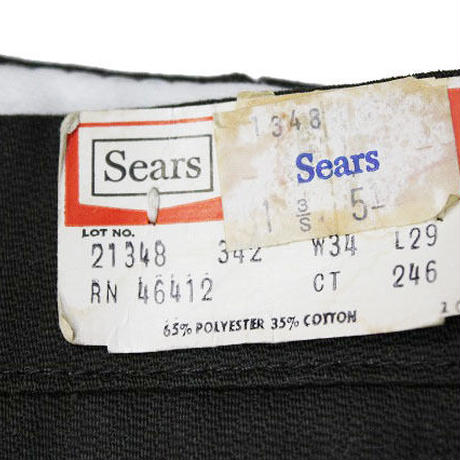 1348
Sears
Sears
1 3/S 5-
LOT NO.
21348 342 W34 L29
RN 46412 CT 246
65% POLYESTER 35% COTTON